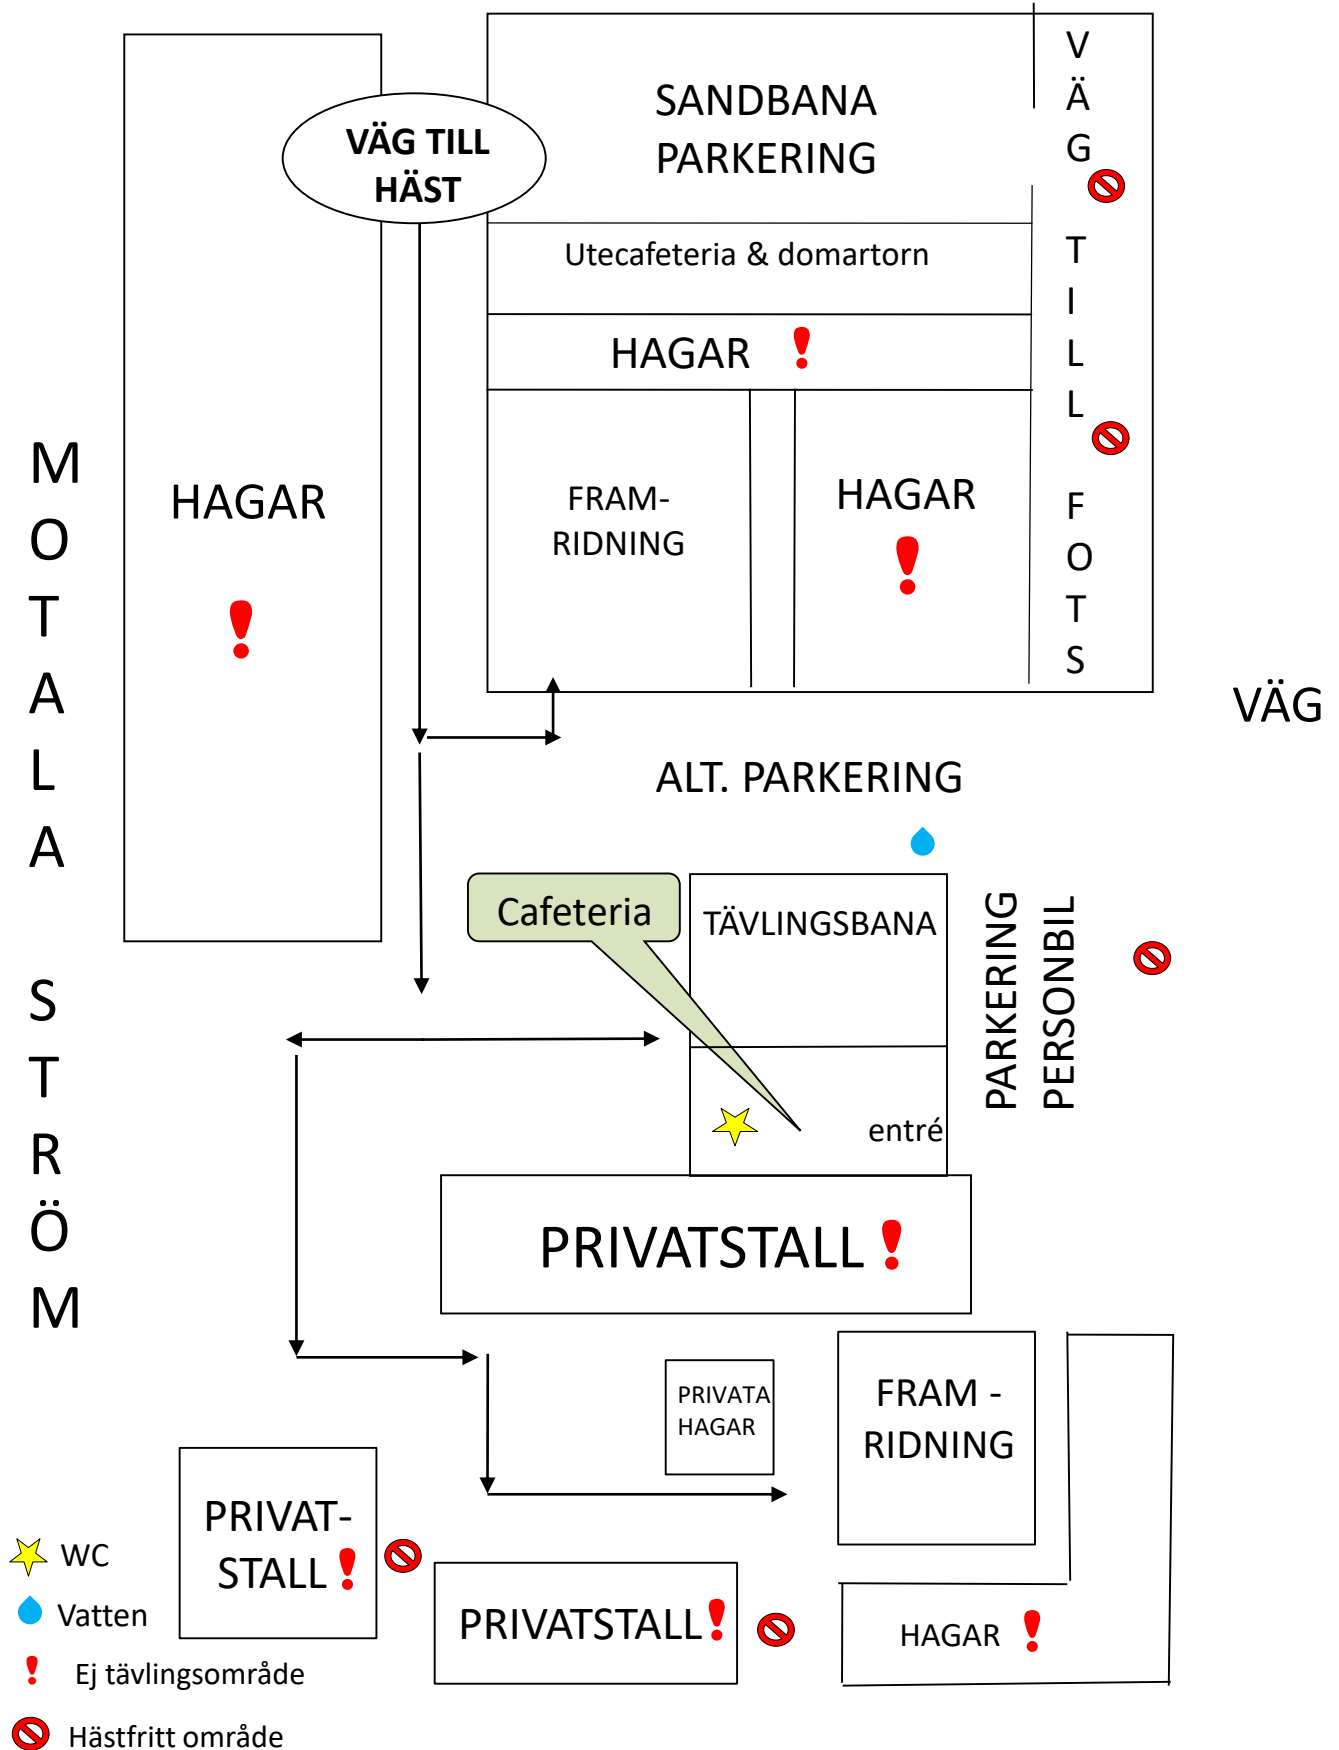 VÄG TILL
HÄST
SANDBANA
PARKERING
VÄG TILL FOTS
Utecafeteria & domartorn
HAGAR
MOTALA STRÖM
HAGAR
FRAM-
RIDNING
HAGAR
VÄG
ALT. PARKERING
Cafeteria
TÄVLINGSBANA
PARKERING
PERSONBIL
entré
PRIVATSTALL
PRIVATA
HAGAR
FRAM -
RIDNING
PRIVAT-
STALL
PRIVATSTALL
HAGAR
WC
Vatten
Ej tävlingsområde
Hästfritt område